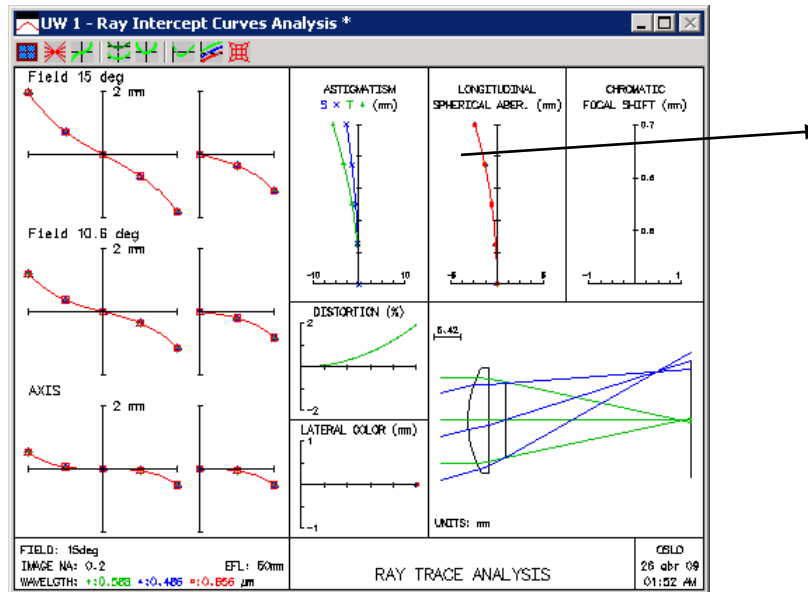 UW 1 - Ray Intercept Curves Analysis *
Field 15 deg
2 mm
Field 10.6 deg
2 mm
AXIS
2 mm
ASTIGMATISM
S × T + (mm)
-10 10
LONGITUDINAL
SPHERICAL ABER. (mm)
-5 5
CHROMATIC
FOCAL SHIFT (mm)
0.7
0.6
0.5
-1 1
DISTORTION (%)
2
-2
LATERAL COLOR (mm)
1
-1
UNITS: mm
FIELD: 15deg
IMAGE NA: 0.2 EFL: 50mm
WAVELGTH: +:0.588 ×:0.486 □:0.656 µm
RAY TRACE ANALYSIS
OSLO
26 abr 09
01:52 AM